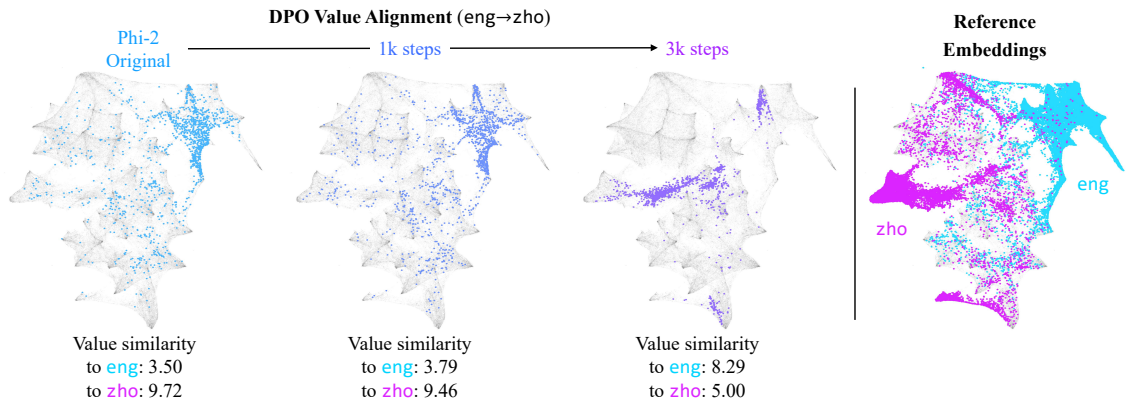 DPO Value Alignment (eng→zho)
Phi-2
Original
1k steps
3k steps
Reference
Embeddings
eng
zho
Value similarity
to eng: 3.50
to zho: 9.72
Value similarity
to eng: 3.79
to zho: 9.46
Value similarity
to eng: 8.29
to zho: 5.00